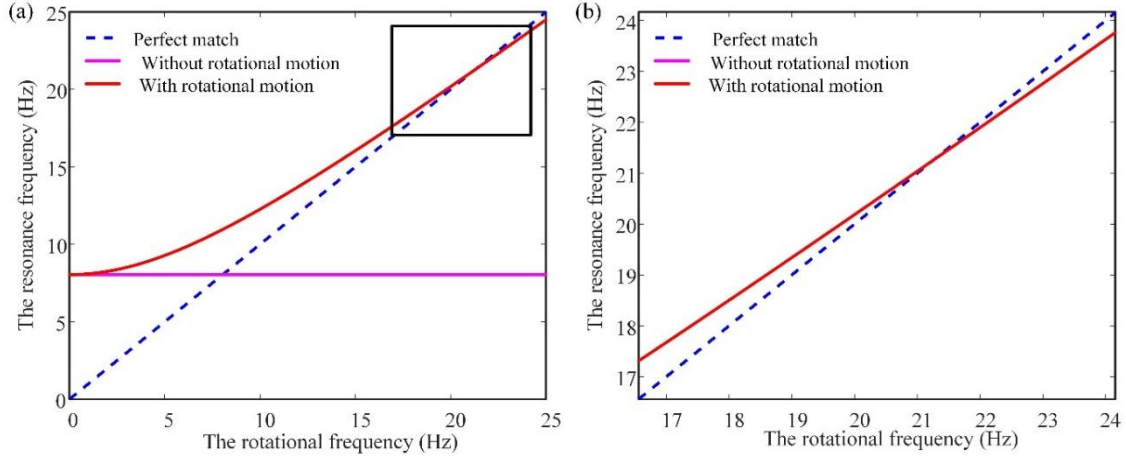 (a)
25
20
15
10
5
0
The resonance frequency (Hz)
Perfect match
Without rotational motion
With rotational motion
0 5 10 15 20 25
The rotational frequency (Hz)
(b)
24
23
22
21
20
19
18
17
The resonance frequency (Hz)
Perfect match
Without rotational motion
With rotational motion
17 18 19 20 21 22 23 24
The rotational frequency (Hz)